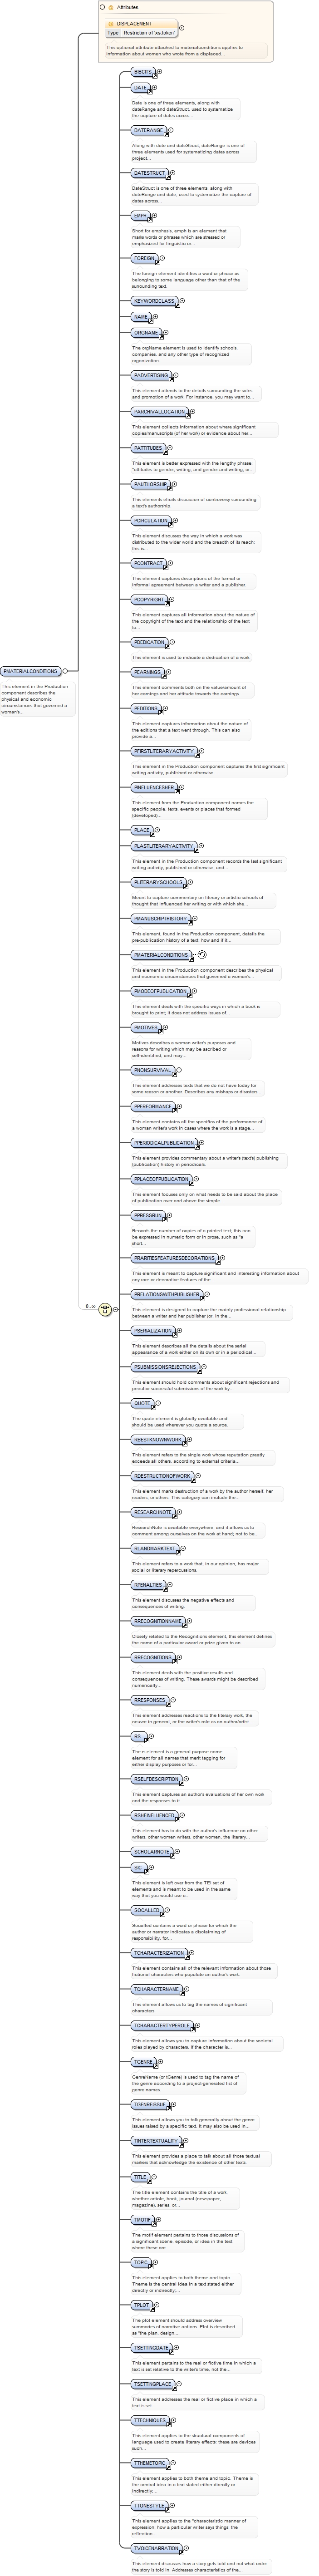 Attributes
DISPLACEMENT
Type Restriction of 'xs:token'
This optional attribute attached to materialconditions applies to
information about women who wrote from a displaced...
BIBCITS
DATE
Date is one of three elements, along with
dateRange and dateStruct, used to systematize
the capture of dates across...
DATERANGE
Along with date and dateStruct, dateRange is one of
three elements used for systematizing dates across
project...
DATESTRUCT
DateStruct is one of three elements, along with
dateRange and date, used to systematize the capture of
dates across...
EMPH
Short for emphasis, emph is an element that
marks words or phrases which are stressed or
emphasized for linguistic or...
FOREIGN
The foreign element identifies a word or phrase as
belonging to some language other than that of the
surrounding text.
KEYWORDCLASS
NAME
ORGNAME
The orgName element is used to identify schools,
companies, and any other type of recognized
organization.
PADVERTISING
This element attends to the details surrounding the sales
and promotion of a work. For instance, you may want to...
PARCHIVALLOCATION
This element collects information about where significant
copies/manuscripts (of her work) or evidence about her...
PATTITUDES
This element is better expressed with the lengthy phrase:
"attitudes to gender, writing, and gender and writing, or...
PAUTHORSHIP
This elements elicits discussion of controversy surrounding
a text's authorship.
PCIRCULATION
This element discusses the way in which a work was
distributed to the wider world and the breadth of its reach:
this is...
PCONTRACT
This element captures descriptions of the formal or
informal agreement between a writer and a publisher.
PCOPYRIGHT
This element captures all information about the nature of
the copyright of the text and the relationship of the text
to...
PDEDICATION
This element is used to indicate a dedication of a work.
PEARNINGS
This element comments both on the value/amount of
her earnings and her attitude towards the earnings.
PEDITIONS
This element captures information about the nature of
the editions that a text went through. This can also
provide a...
PFIRSTLITERARYACTIVITY
This element in the Production component captures the first significant
writing activity, published or otherwise....
PINFLUENCESHER
This element from the Production component names the
specific people, texts, events or places that formed
(developed)...
PLACE
PLASTLITERARYACTIVITY
This element in the Production component records the last significant
writing activity, published or otherwise, and...
PLITERARYSCHOOLS
Meant to capture commentary on literary or artistic schools of
thought that influenced her writing or with which she...
PMANUSCRIPTHISTORY
This element, found in the Production component, details the
pre-publication history of a text: how and if it...
PMATERIALCONDITIONS
This element in the Production
component describes the
physical and economic
circumstances that governed a
woman's...
PMATERIALCONDITIONS
This element in the Production component describes the physical
and economic circumstances that governed a woman's...
PMODEOFPUBLICATION
This element deals with the specific ways in which a book is
brought to print; it does not address issues of...
PMOTIVES
Motives describes a woman writer's purposes and
reasons for writing which may be ascribed or
self-identified, and may...
PNONSURVIVAL
This element addresses texts that we do not have today for
some reason or another. Describes any mishaps or disasters...
PPERFORMANCE
This element contains all the specifics of the performance of
a woman writer's work in cases where the work is a stage...
PPERIODICALPUBLICATION
This element provides commentary about a writer's (text's) publishing
(publication) history in periodicals.
PPLACEOFPUBLICATION
This element focuses only on what needs to be said about the place
of publication over and above the simple...
PPRESSRUN
Records the number of copies of a printed text; this can
be expressed in numeric form or in prose, such as "a
short...
PRARITIESFEATURESDECORATIONS
This element is meant to capture significant and interesting information about
any rare or decorative features of the...
PRELATIONSWITHPUBLISHER
This element is designed to capture the mainly professional relationship
between a writer and her publisher (or, in the...
PSERIALIZATION
This element describes all the details about the serial
appearance of a work either on its own or in a periodical...
PSUBMISSIONSREJECTIONS
This element should hold comments about significant rejections and
peculiar successful submissions of the work by...
0..∞
QUOTE
The quote element is globally available and
should be used wherever you quote a source.
RBESTKNOWNWORK
This element refers to the single work whose reputation greatly
exceeds all others, according to external criteria...
RDESTRUCTIONOFWORK
This element marks destruction of a work by the author herself, her
readers, or others. This category can include the...
RESEARCHNOTE
ResearchNote is available everywhere, and it allows us to
comment among ourselves on the work at hand; not to be...
RLANDMARKTEXT
This element refers to a work that, in our opinion, has major
social or literary repercussions.
RPENALTIES
This element discusses the negative effects and
consequences of writing.
RRECOGNITIONNAME
Closely related to the Recognitions element, this element defines
the name of a particular award or prize given to an...
RRECOGNITIONS
This element deals with the positive results and
consequences of writing. These awards might be described
numerically...
RRESPONSES
This element addresses reactions to the literary work, the
oeuvre in general, or the writer's role as an author/artist...
RS
The rs element is a general purpose name
element for all names that merit tagging for
either display purposes or for...
RSELFDESCRIPTION
This element captures an author's evaluations of her own work
and the responses to it.
RSHEINFLUENCED
This element has to do with the author's influence on other
writers, other women writers, other women, the literary...
SCHOLARNOTE
SIC
This element is left over from the TEI set of
elements and is meant to be used in the same
way that you would use a...
SOCALLED
Socalled contains a word or phrase for which the
author or narrator indicates a disclaiming of
responsibility, for...
TCHARACTERIZATION
This element contains all of the relevant information about those
fictional characters who populate an author's work.
TCHARACTERNAME
This element allows us to tag the names of significant
characters.
TCHARACTERTYPEROLE
This element allows you to capture information about the societal
roles played by characters. If the character is...
TGENRE
GenreName (or tGenre) is used to tag the name of
the genre according to a project-generated list of
genre names.
TGENREISSUE
This element allows you to talk generally about the genre
issues raised by a specific text. It may also be used in...
TINTERTEXTUALITY
This element provides a place to talk about all those textual
markers that acknowledge the existence of other texts.
TITLE
The title element contains the title of a work,
whether article, book, journal (newspaper,
magazine), series, or...
TMOTIF
The motif element pertains to those discussions of
a significant scene, episode, or idea in the text
where these are...
TOPIC
This element applies to both theme and topic.
Theme is the central idea in a text stated either
directly or indirectly,...
TPLOT
The plot element should address overview
summaries of narrative actions. Plot is described
as "the plan, design,...
TSETTINGDATE
This element pertains to the real or fictive time in which a
text is set relative to the writer's time, not the...
TSETTINGPLACE
This element addresses the real or fictive place in which a
text is set.
TTECHNIQUES
This element applies to the structural components of
language used to create literary effects: these are devices
such...
TTHEMETOPIC
This element applies to both theme and topic. Theme is
the central idea in a text stated either directly or
indirectly,...
TTONESTYLE
This element applies to the "characteristic manner of
expression; how a particular writer says things; the
reflection...
TVOICENARRATION
This element discusses how a story gets told and not what order
the story is told in. Addresses characteristics of the...